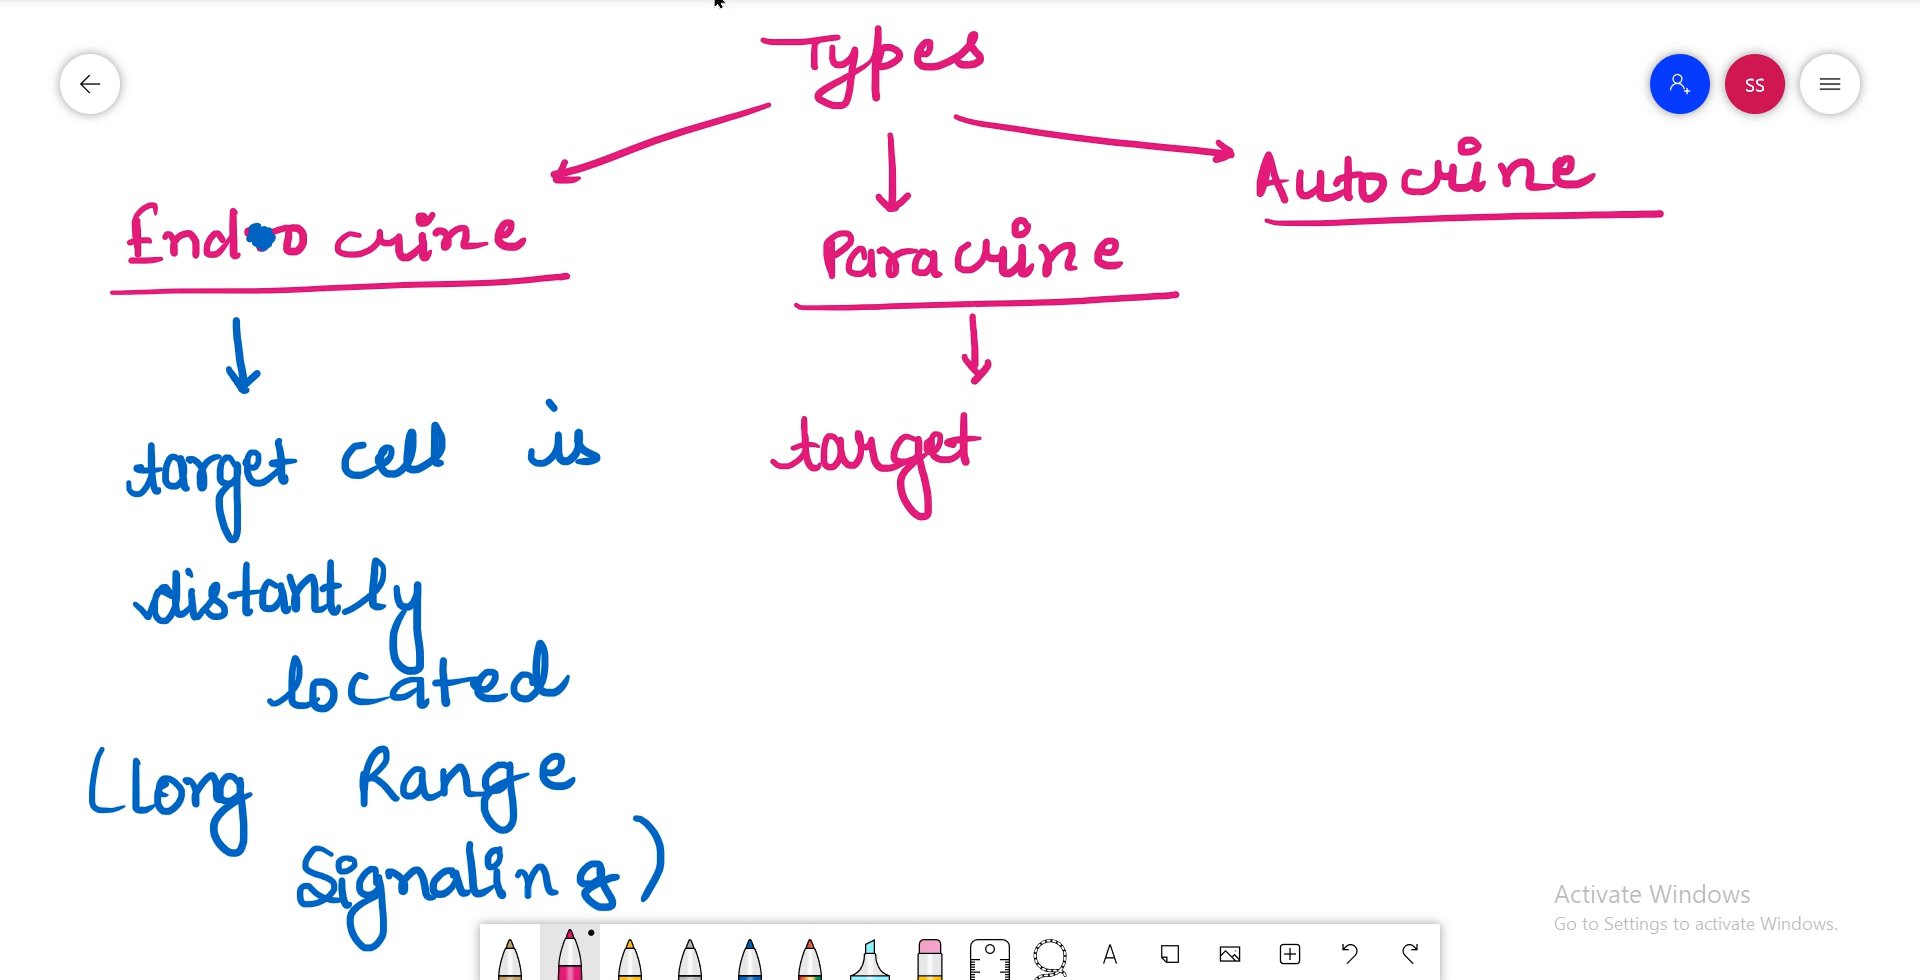 Types
SS
Autocrine
Endocrine
Paracrine
target cell is
target
distantly
located
(long Range
Signaling)
Activate Windows
Go to Settings to activate Windows.
A